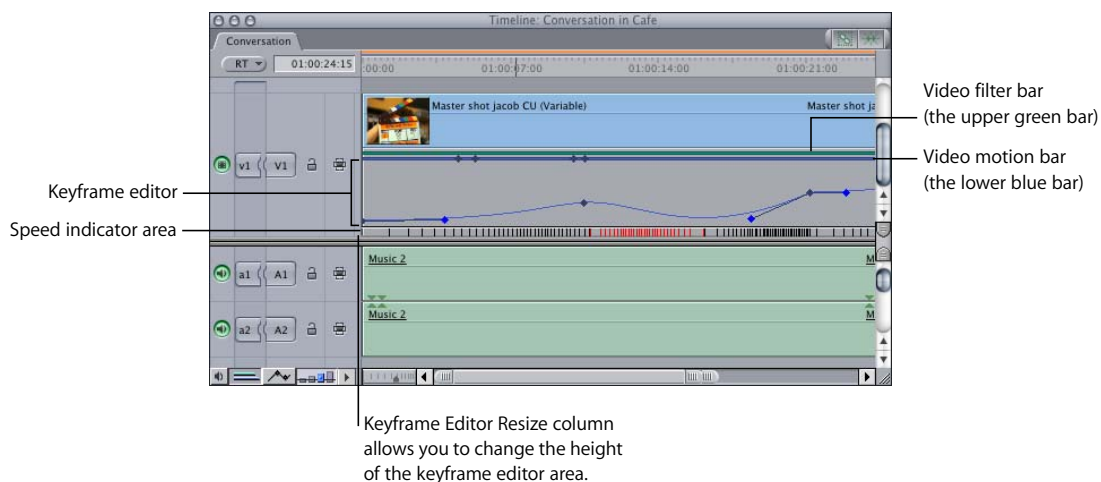 Timeline: Conversation in Cafe
Conversation
RT
01:00:24:15
:00:00
01:00:07:00
01:00:14:00
01:00:21:00
Master shot jacob CU (Variable)
Master shot ja
Video filter bar
(the upper green bar)
Video motion bar
(the lower blue bar)
v1
V1
Keyframe editor
Speed indicator area
a1
A1
Music 2
M
a2
A2
Music 2
M
Keyframe Editor Resize column
allows you to change the height
of the keyframe editor area.